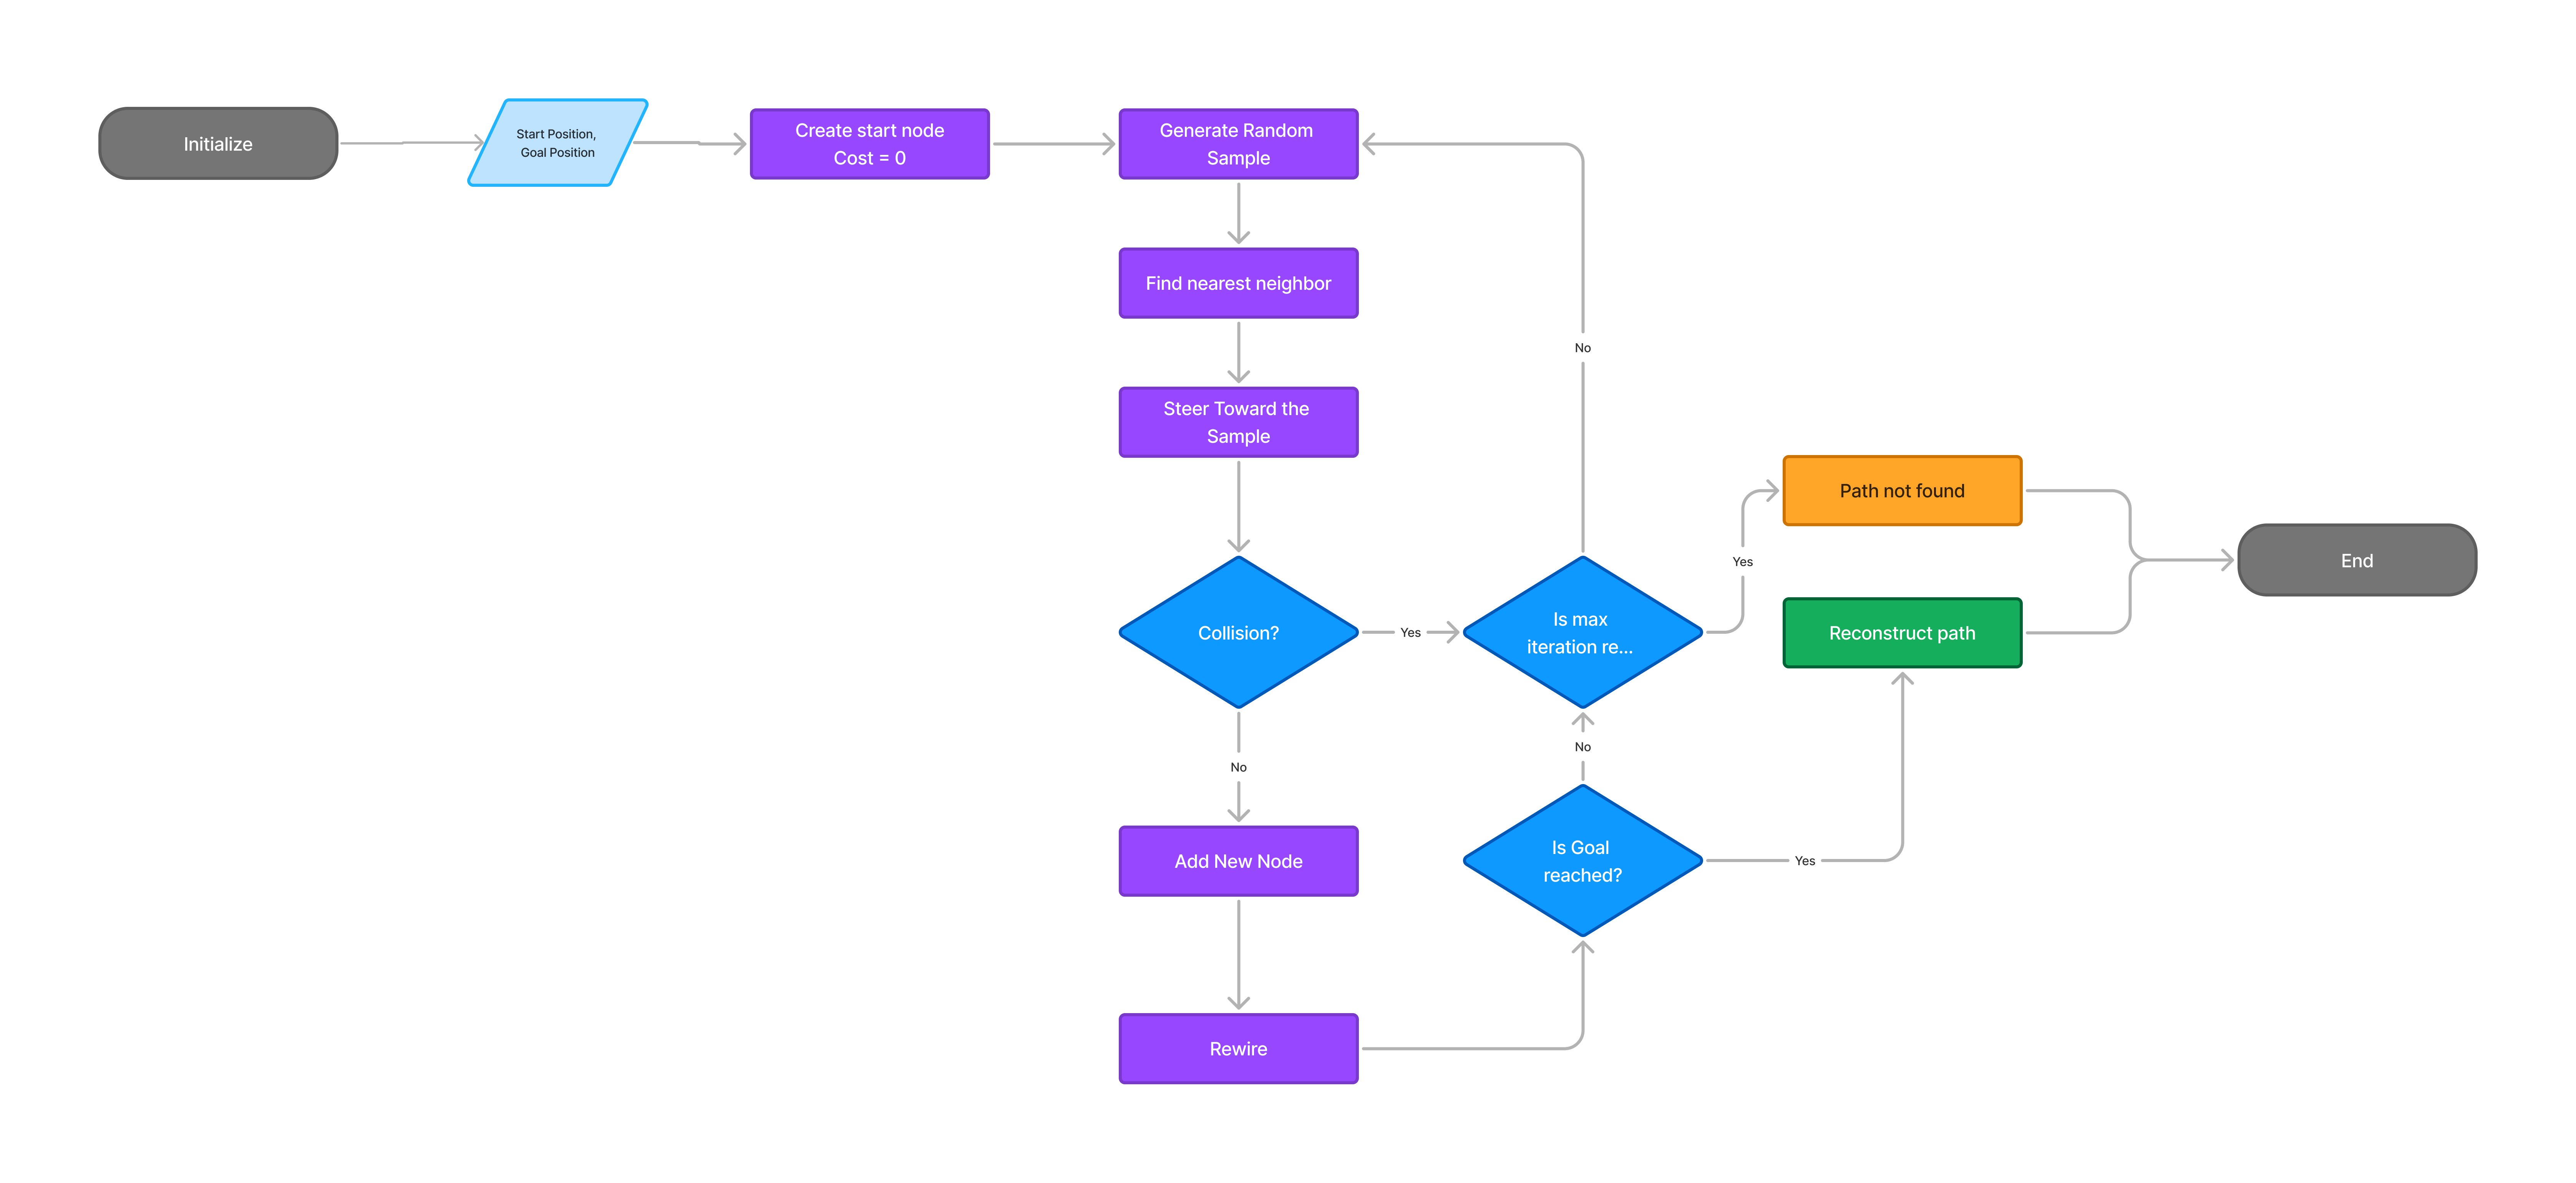 Initialize
Start Position,
Goal Position
Create start node
Cost = 0
Generate Random
Sample
Find nearest neighbor
Steer Toward the
Sample
No
Path not found
Yes
End
Collision?
Yes
Is max
iteration re...
Reconstruct path
No
No
Add New Node
Is Goal
reached?
Yes
Rewire